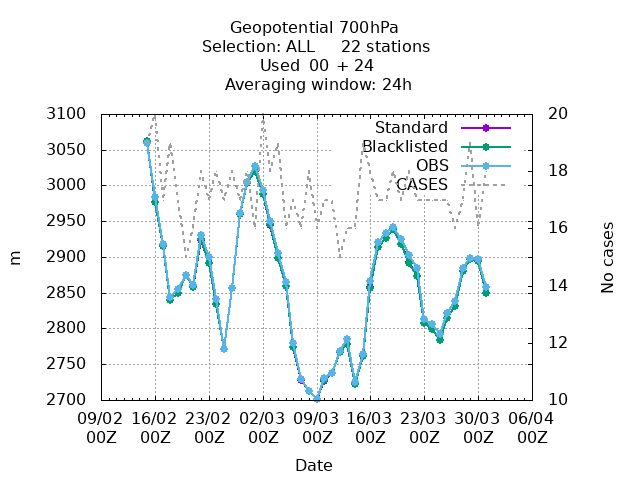 Geopotential 700hPa
Selection: ALL 22 stations
Used 00 + 24
Averaging window: 24h
3100
3050
3000
2950
2900
2850
2800
2750
2700
m
20
18
16
14
12
10
No cases
Standard
Blacklisted
OBS
CASES
09/02 16/02 23/02 02/03 09/03 16/03 23/03 30/03 06/04
00Z 00Z 00Z 00Z 00Z 00Z 00Z 00Z 00Z
Date